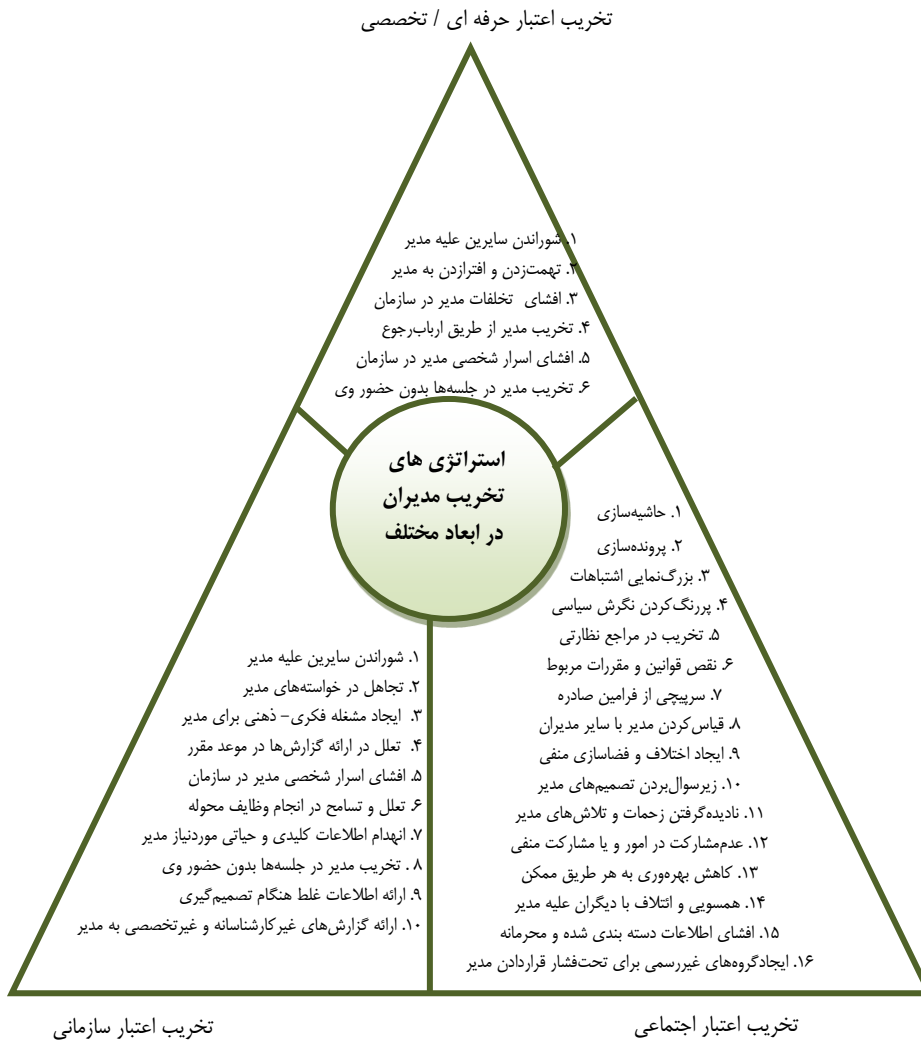 تخریب اعتبار حرفه ای / تخصصی
۱. شوراندن سایرین علیه مدیر
۲. تهمت‌زدن و افترازدن به مدیر
۳. افشای تخلفات مدیر در سازمان
۴. تخریب مدیر از طریق ارباب‌رجوع
۵. افشای اسرار شخصی مدیر در سازمان
۶. تخریب مدیر در جلسه‌ها بدون حضور وی
استراتژی های
تخریب مدیران
در ابعاد مختلف
۱. حاشیه‌سازی
۲. پرونده‌سازی
۳. بزرگ‌نمایی اشتباهات
۴. پررنگ‌کردن نگرش سیاسی
۵. تخریب در مراجع نظارتی
۶. نقص قوانین و مقررات مربوط
۷. سرپیچی از فرامین صادره
۸. قیاس‌کردن مدیر با سایر مدیران
۹. ایجاد اختلاف و فضاسازی منفی
۱۰. زیرسوال‌بردن تصمیم‌های مدیر
۱۱. نادیده‌گرفتن زحمات و تلاش‌های مدیر
۱۲. عدم‌مشارکت در امور و یا مشارکت منفی
۱۳. کاهش بهره‌وری به هر طریق ممکن
۱۴. همسویی و ائتلاف با دیگران علیه مدیر
۱۵. افشای اطلاعات دسته بندی شده و محرمانه
۱۶. ایجادگروه‌های غیررسمی برای تحت‌فشار قراردادن مدیر
۱. شوراندن سایرین علیه مدیر
۲. تجاهل در خواسته‌های مدیر
۳. ایجاد مشغله فکری- ذهنی برای مدیر
۴. تعلل در ارائه گزارش‌ها در موعد مقرر
۵. افشای اسرار شخصی مدیر در سازمان
۶. تعلل و تسامح در انجام وظایف محوله
۷. انهدام اطلاعات کلیدی و حیاتی موردنیاز مدیر
۸ . تخریب مدیر در جلسه‌ها بدون حضور وی
۹. ارائه اطلاعات غلط هنگام تصمیم‌گیری
۱۰. ارائه گزارش‌های غیرکارشناسانه و غیرتخصصی به مدیر
تخریب اعتبار اجتماعی
تخریب اعتبار سازمانی